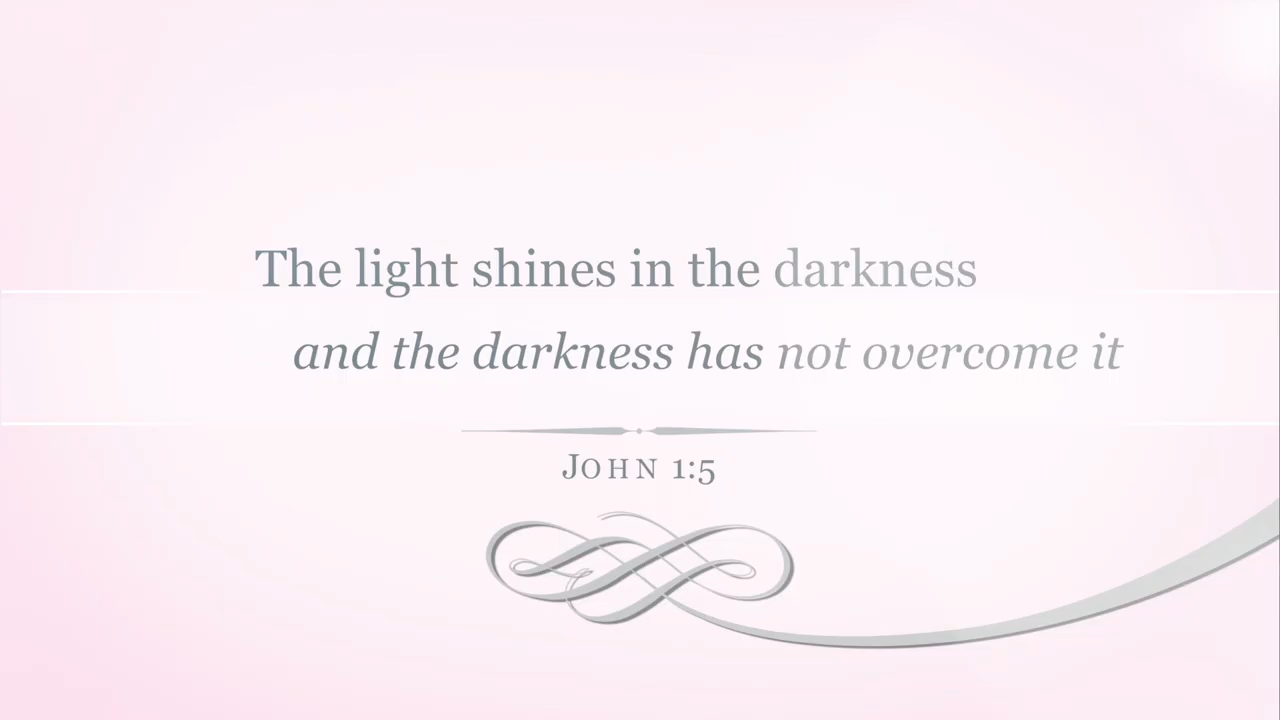 The light shines in the darkness
and the darkness has not overcome it
John 1:5